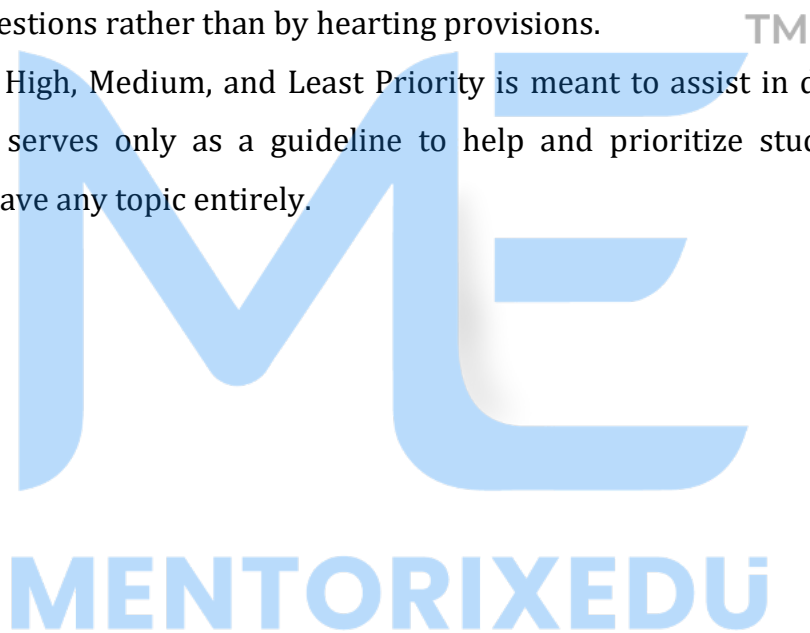 estions rather than by hearting provisions.
TM
High, Medium, and Least Priority is meant to assist in
serves only as a guideline to help and prioritize
ave any topic entirely.
ME
MENTORIXEDU